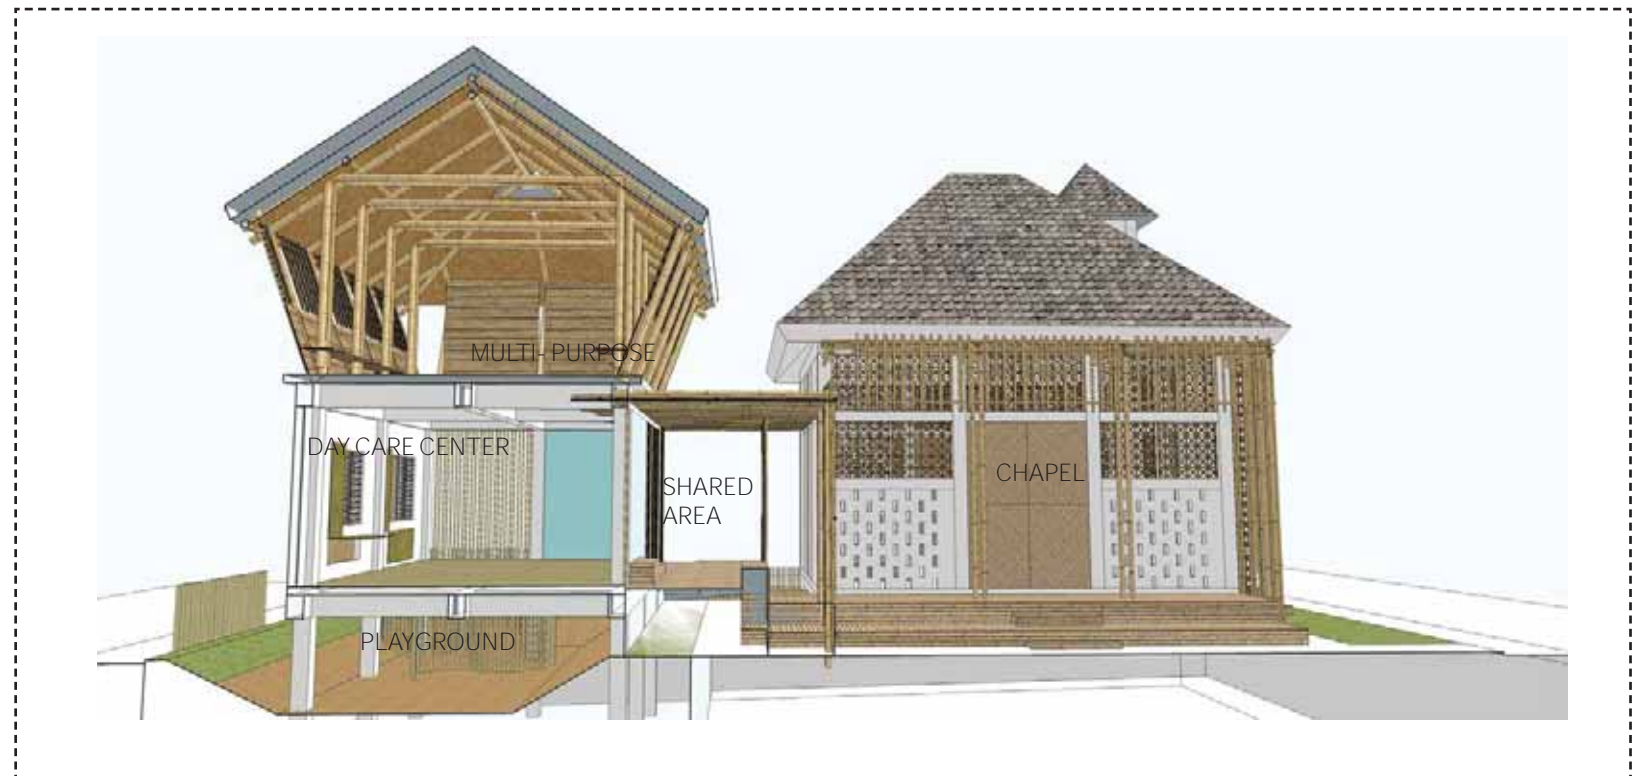 MULTI- PURPOSE
DAY CARE CENTER
SHARED
AREA
CHAPEL
PLAYGROUND